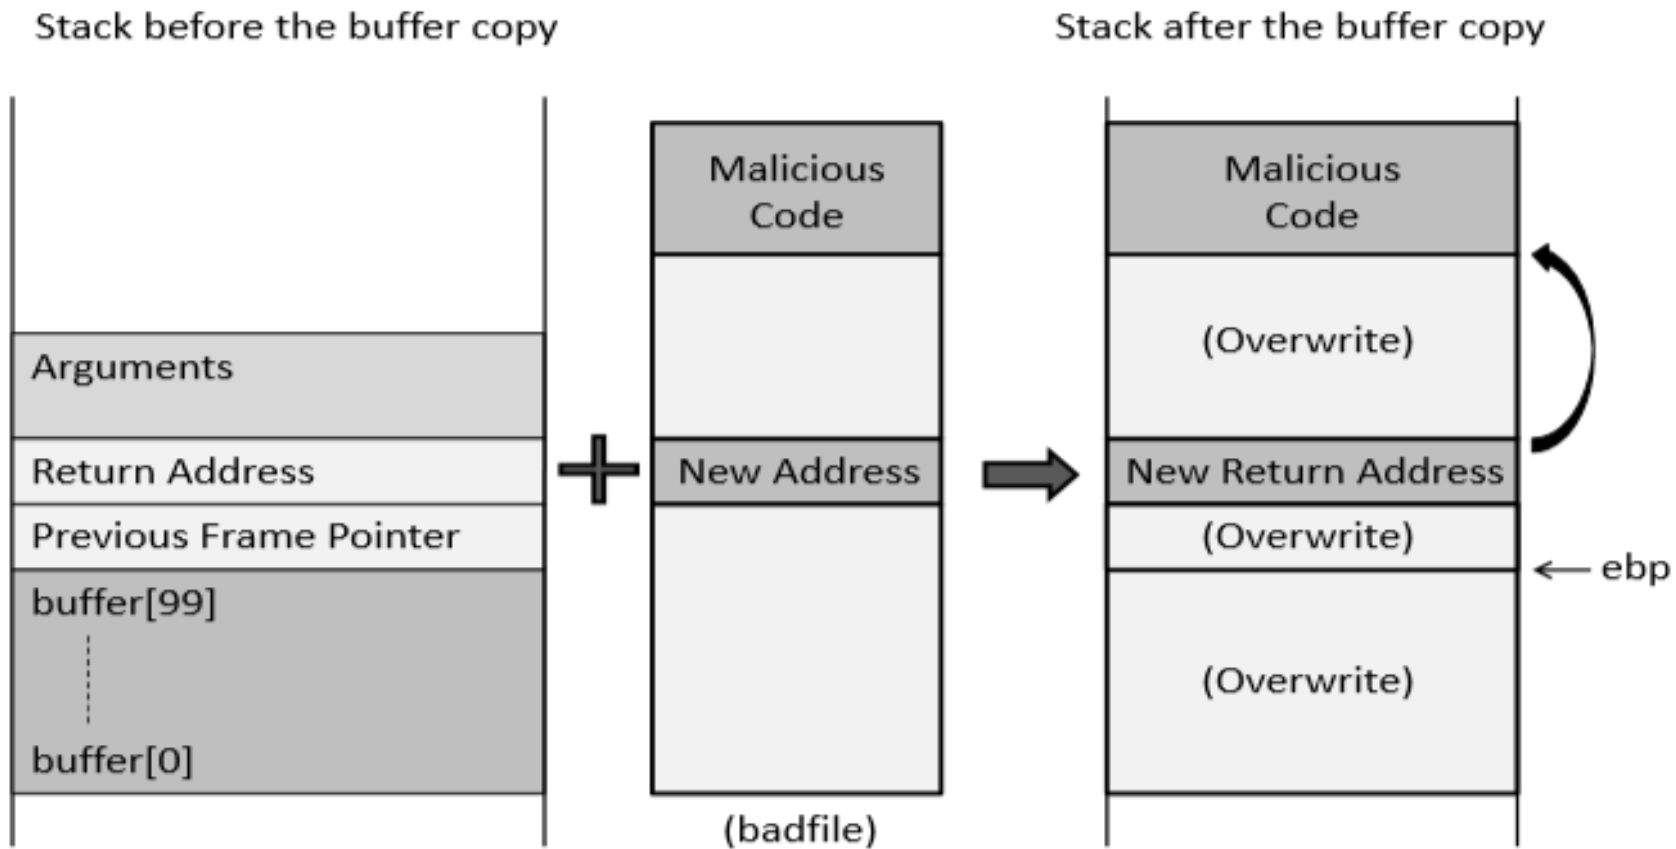 Stack before the buffer copy
Stack after the buffer copy
Arguments
Return Address
Previous Frame Pointer
buffer[99]
buffer[0]
Malicious
Code
New Address
(badfile)
Malicious
Code
(Overwrite)
New Return Address
(Overwrite)
(Overwrite)
ebp